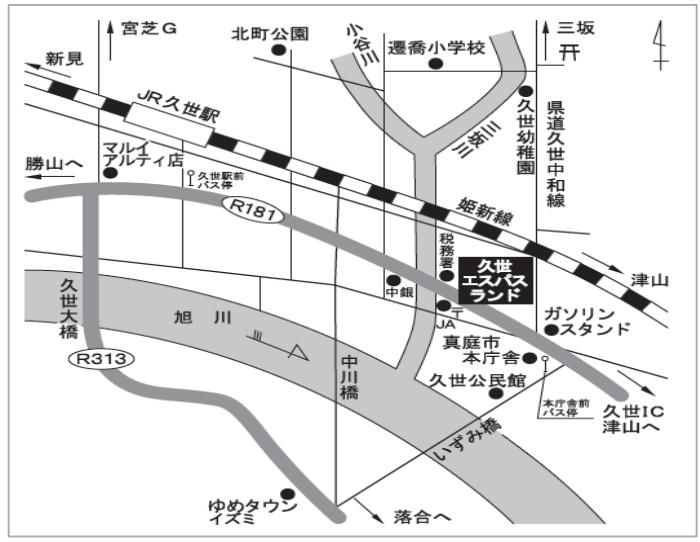 宮芝G
北町公園
小谷川
遷喬小学校
三坂
新見
JR久世駅
三坂川
久世幼稚園
県道久世中和線
マルイ
アルティ店
勝山へ
久世駅前
バス停
R181
姫新線
税務署
久世
エスパス
ランド
津山
中銀
〒
JA
ガソリン
スタンド
久世大橋
旭川
真庭市
本庁舎
R313
中川橋
久世公民館
本庁舎前
バス停
久世IC
津山へ
いずみ橋
ゆめタウン
イズミ
落合へ